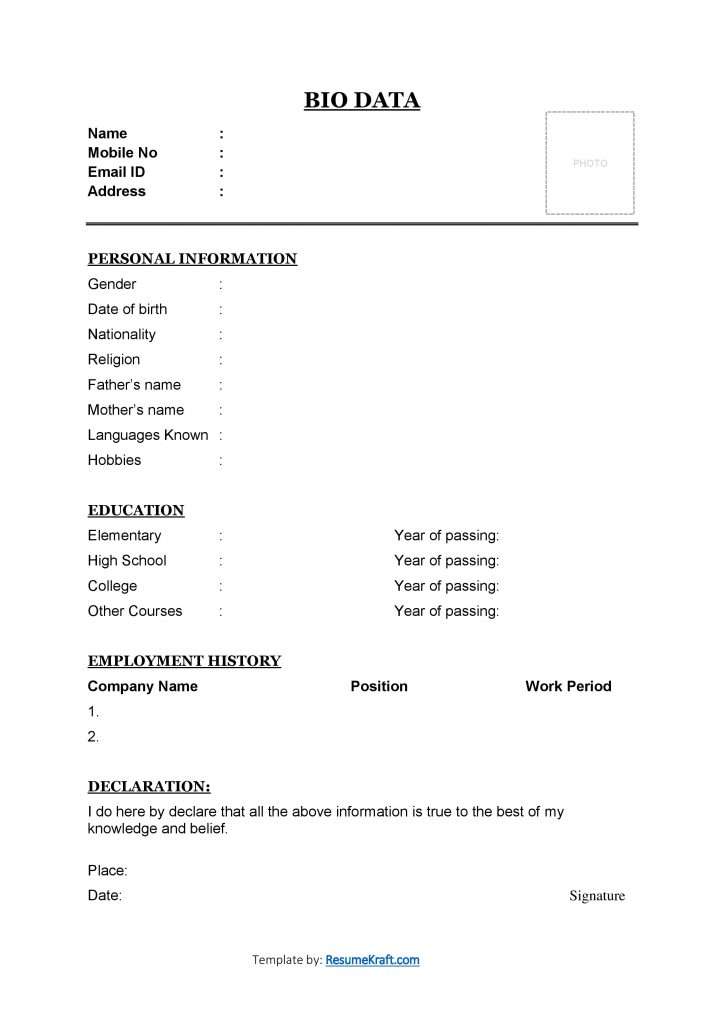 BIO DATA
Name :
Mobile No :
Email ID :
Address :
PHOTO
PERSONAL INFORMATION
Gender :
Date of birth :
Nationality :
Religion :
Father’s name :
Mother’s name :
Languages Known :
Hobbies :
EDUCATION
Elementary : Year of passing:
High School : Year of passing:
College : Year of passing:
Other Courses : Year of passing:
EMPLOYMENT HISTORY
Company Name Position Work Period
1.
2.
DECLARATION:
I do here by declare that all the above information is true to the best of my
knowledge and belief.
Place:
Date: Signature
Template by: ResumeKraft.com